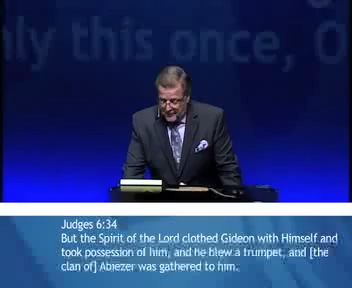 nly this once, O
Judges 6:34
But the Spirit of the Lord clothed Gideon with Himself and
took possession of him, and he blew a trumpet, and [the
clan of] Abiezer was gathered to him.